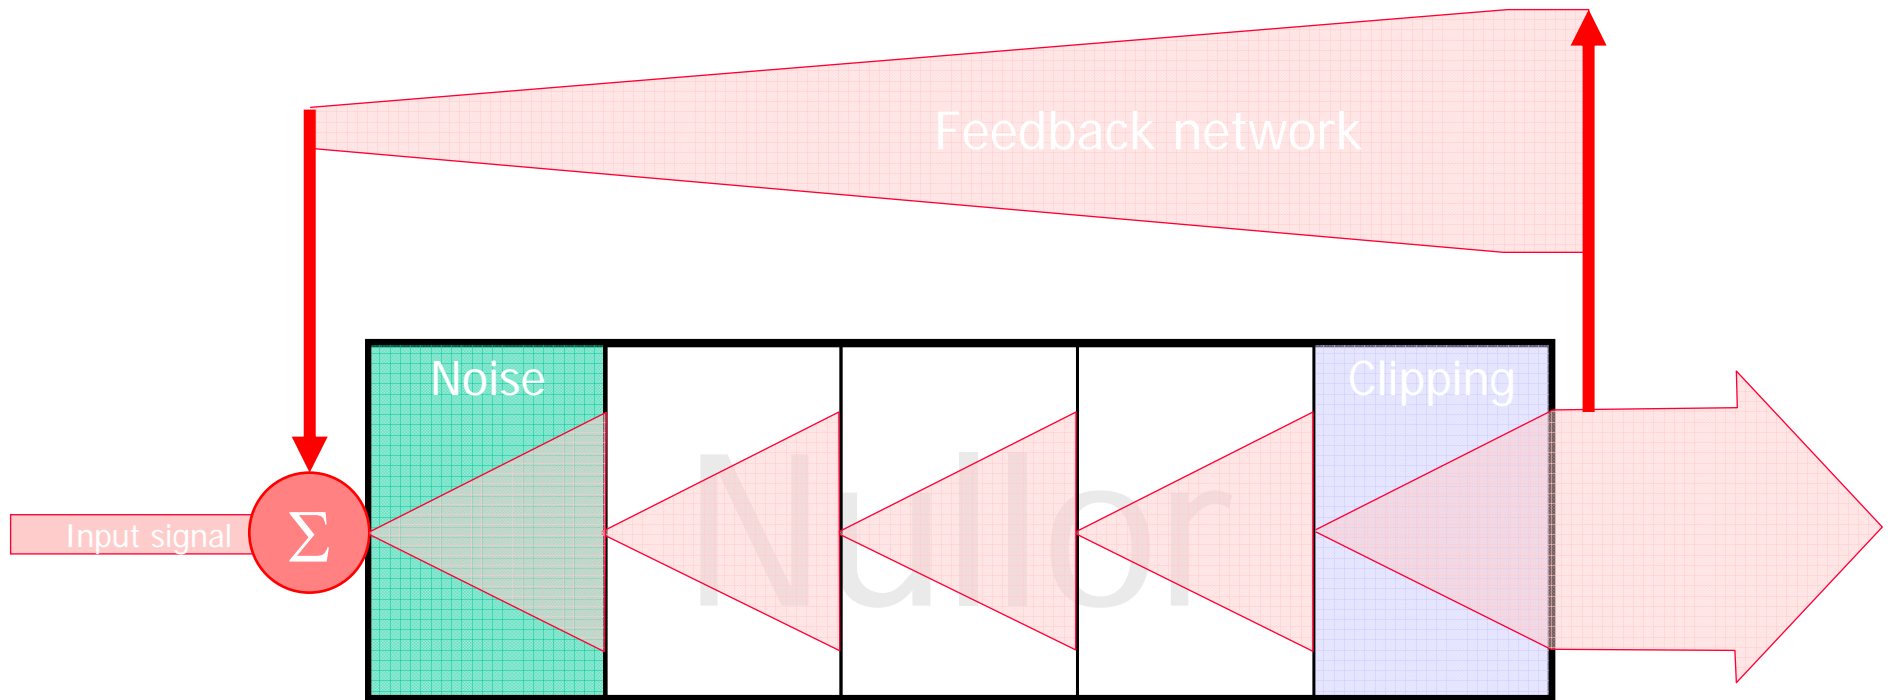 Feedback network
Noise
Clipping
Nullor
Input signal
Σ